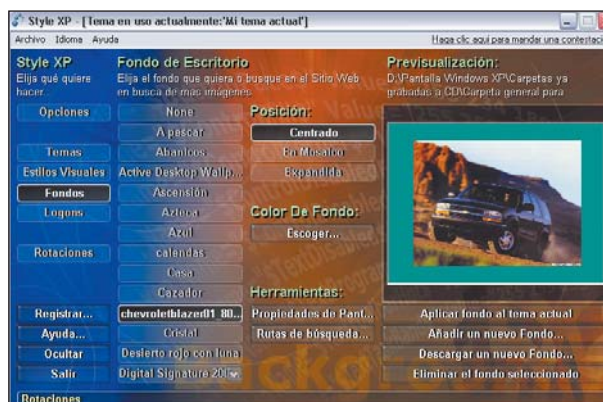 Style XP - [Tema en uso actualmente:'Mi tema actual']
Archivo Idioma Ayuda
Haga clic aquí para mandar una contestaci
Style XP
Elija qué quiere
hacer...
Opciones
Temas
Estilos Visuales
Fondos
Logons
Rotaciones
Registrar...
Ayuda...
Ocultar
Salir
Fondo de Escritorio
Elija el fondo que quiera o busque en el Sitio Web
en busca de mas imágenes
None
A pescar
Abanicos
Active Desktop Wallp...
Ascensión
Azteca
Azul
calendas
Casa
Cazador
chevroletblazer01_80...
Cristal
Desierto rojo con luna
Digital Signature 200
Posición:
Centrado
En Mosaico
Expandida
Color De Fondo:
Escoger...
Herramientas:
Propiedades de Pant...
Rutas de búsqueda...
Previsualización:
D:\Pantalla Windows XP\Carpetas ya
grabadas a CD\Carpeta general para
Aplicar fondo al tema actual
Añadir un nuevo Fondo...
Descargar un nuevo Fondo...
Eliminar el fondo seleccionado
Rotaciones